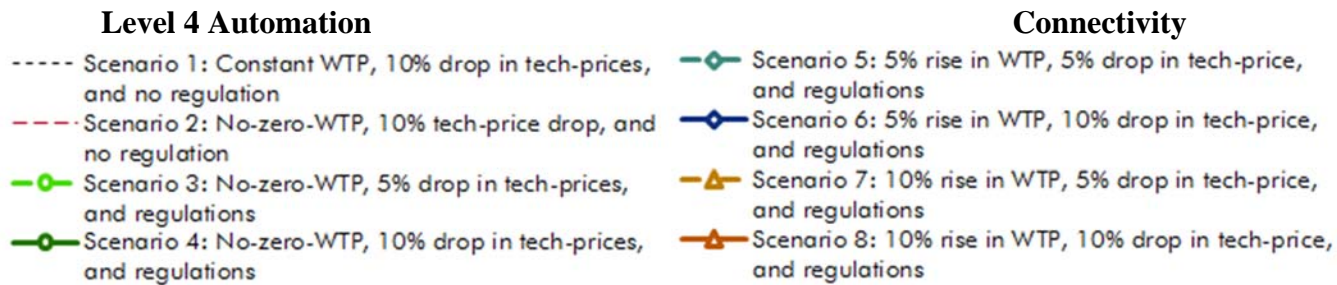 Level 4 Automation
Connectivity
Scenario 1: Constant WTP, 10% drop in tech-prices,
and no regulation
Scenario 2: No-zero-WTP, 10% tech-price drop, and
no regulation
Scenario 3: No-zero-WTP, 5% drop in tech-prices,
and regulations
Scenario 4: No-zero-WTP, 10% drop in tech-prices,
and regulations
Scenario 5: 5% rise in WTP, 5% drop in tech-price,
and regulations
Scenario 6: 5% rise in WTP, 10% drop in tech-price,
and regulations
Scenario 7: 10% rise in WTP, 5% drop in tech-price,
and regulations
Scenario 8: 10% rise in WTP, 10% drop in tech-price,
and regulations